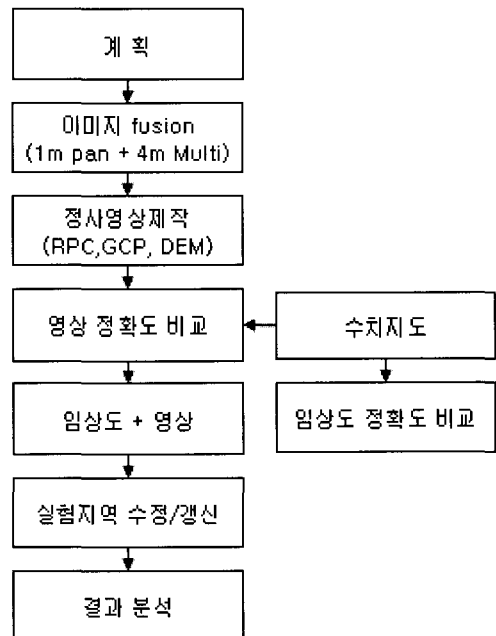 계 획
이미지 fusion
(1m pan + 4m Multi)
정사영상제작
(RPC,GCP, DEM)
영상 정확도 비교
수치지도
임상도 + 영상
임상도 정확도 비교
실험지역 수정/갱신
결과 분석